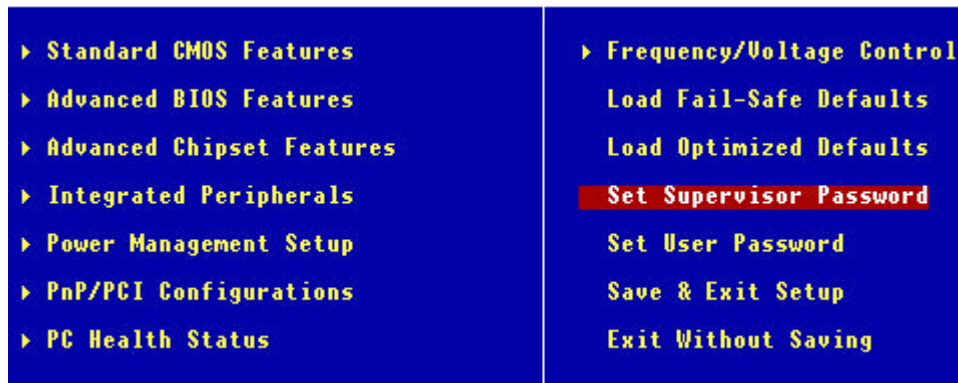 Standard CMOS Features
Advanced BIOS Features
Advanced Chipset Features
Integrated Peripherals
Power Management Setup
PnP/PCI Configurations
PC Health Status
Frequency/Voltage Control
Load Fail-Safe Defaults
Load Optimized Defaults
Set Supervisor Password
Set User Password
Save & Exit Setup
Exit Without Saving